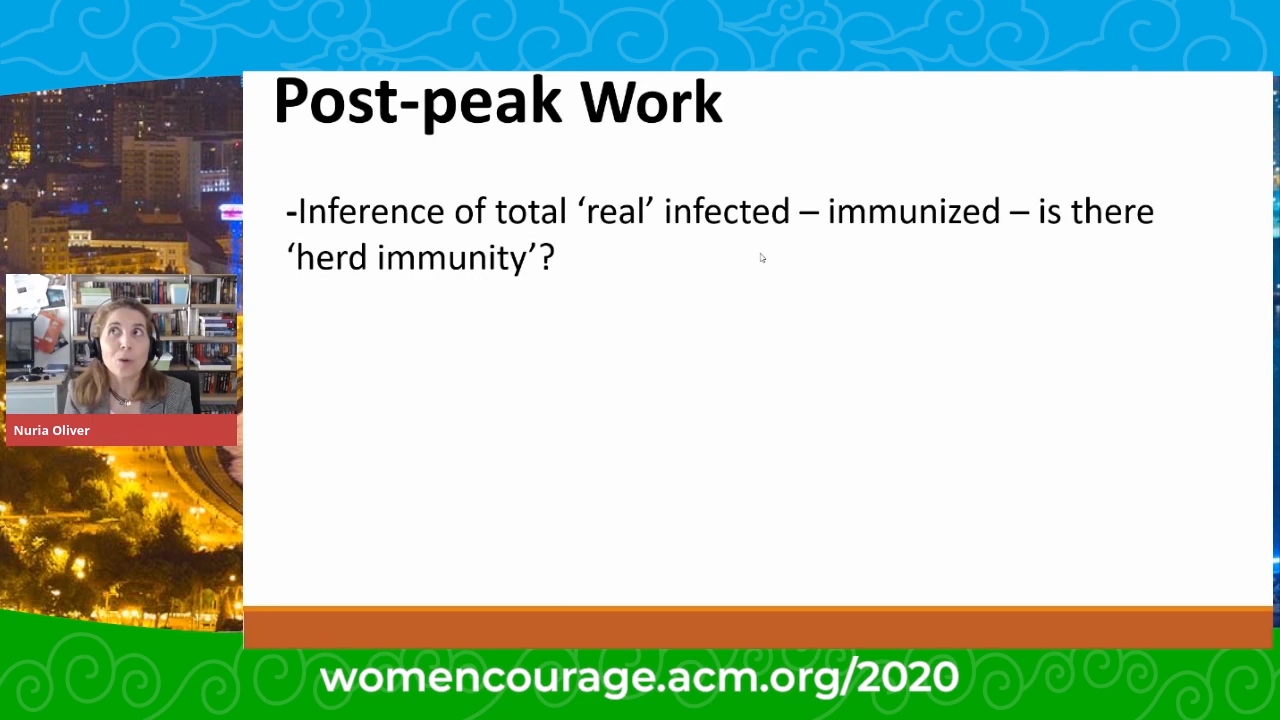 Post-peak Work
-Inference of total ‘real’ infected – immunized – is there
‘herd immunity’?
Nuria Oliver
womencourage.acm.org/2020